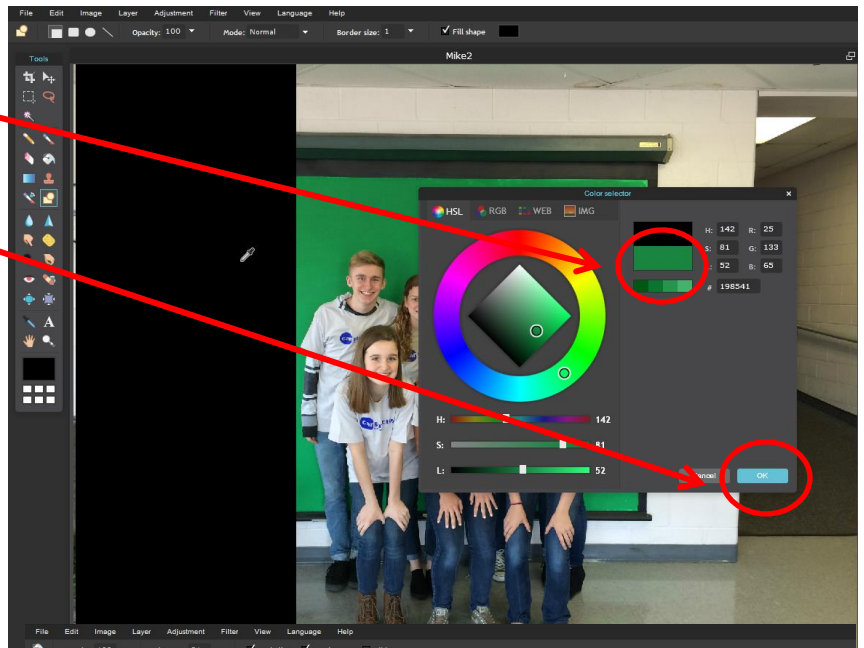 File Edit Image Layer Adjustment Filter View Language Help
Opacity: 100 Mode: Normal Border size: 1 Fill shape
Mike2
Tools
Color selector x
HSL RGB WEB IMG
H: 142 R: 25
S: 81 G: 133
52 B: 65
# 198541
A
H: 142
S: 81
L: 52
OK
File Edit Image Layer Adjustment Filter View Language Help